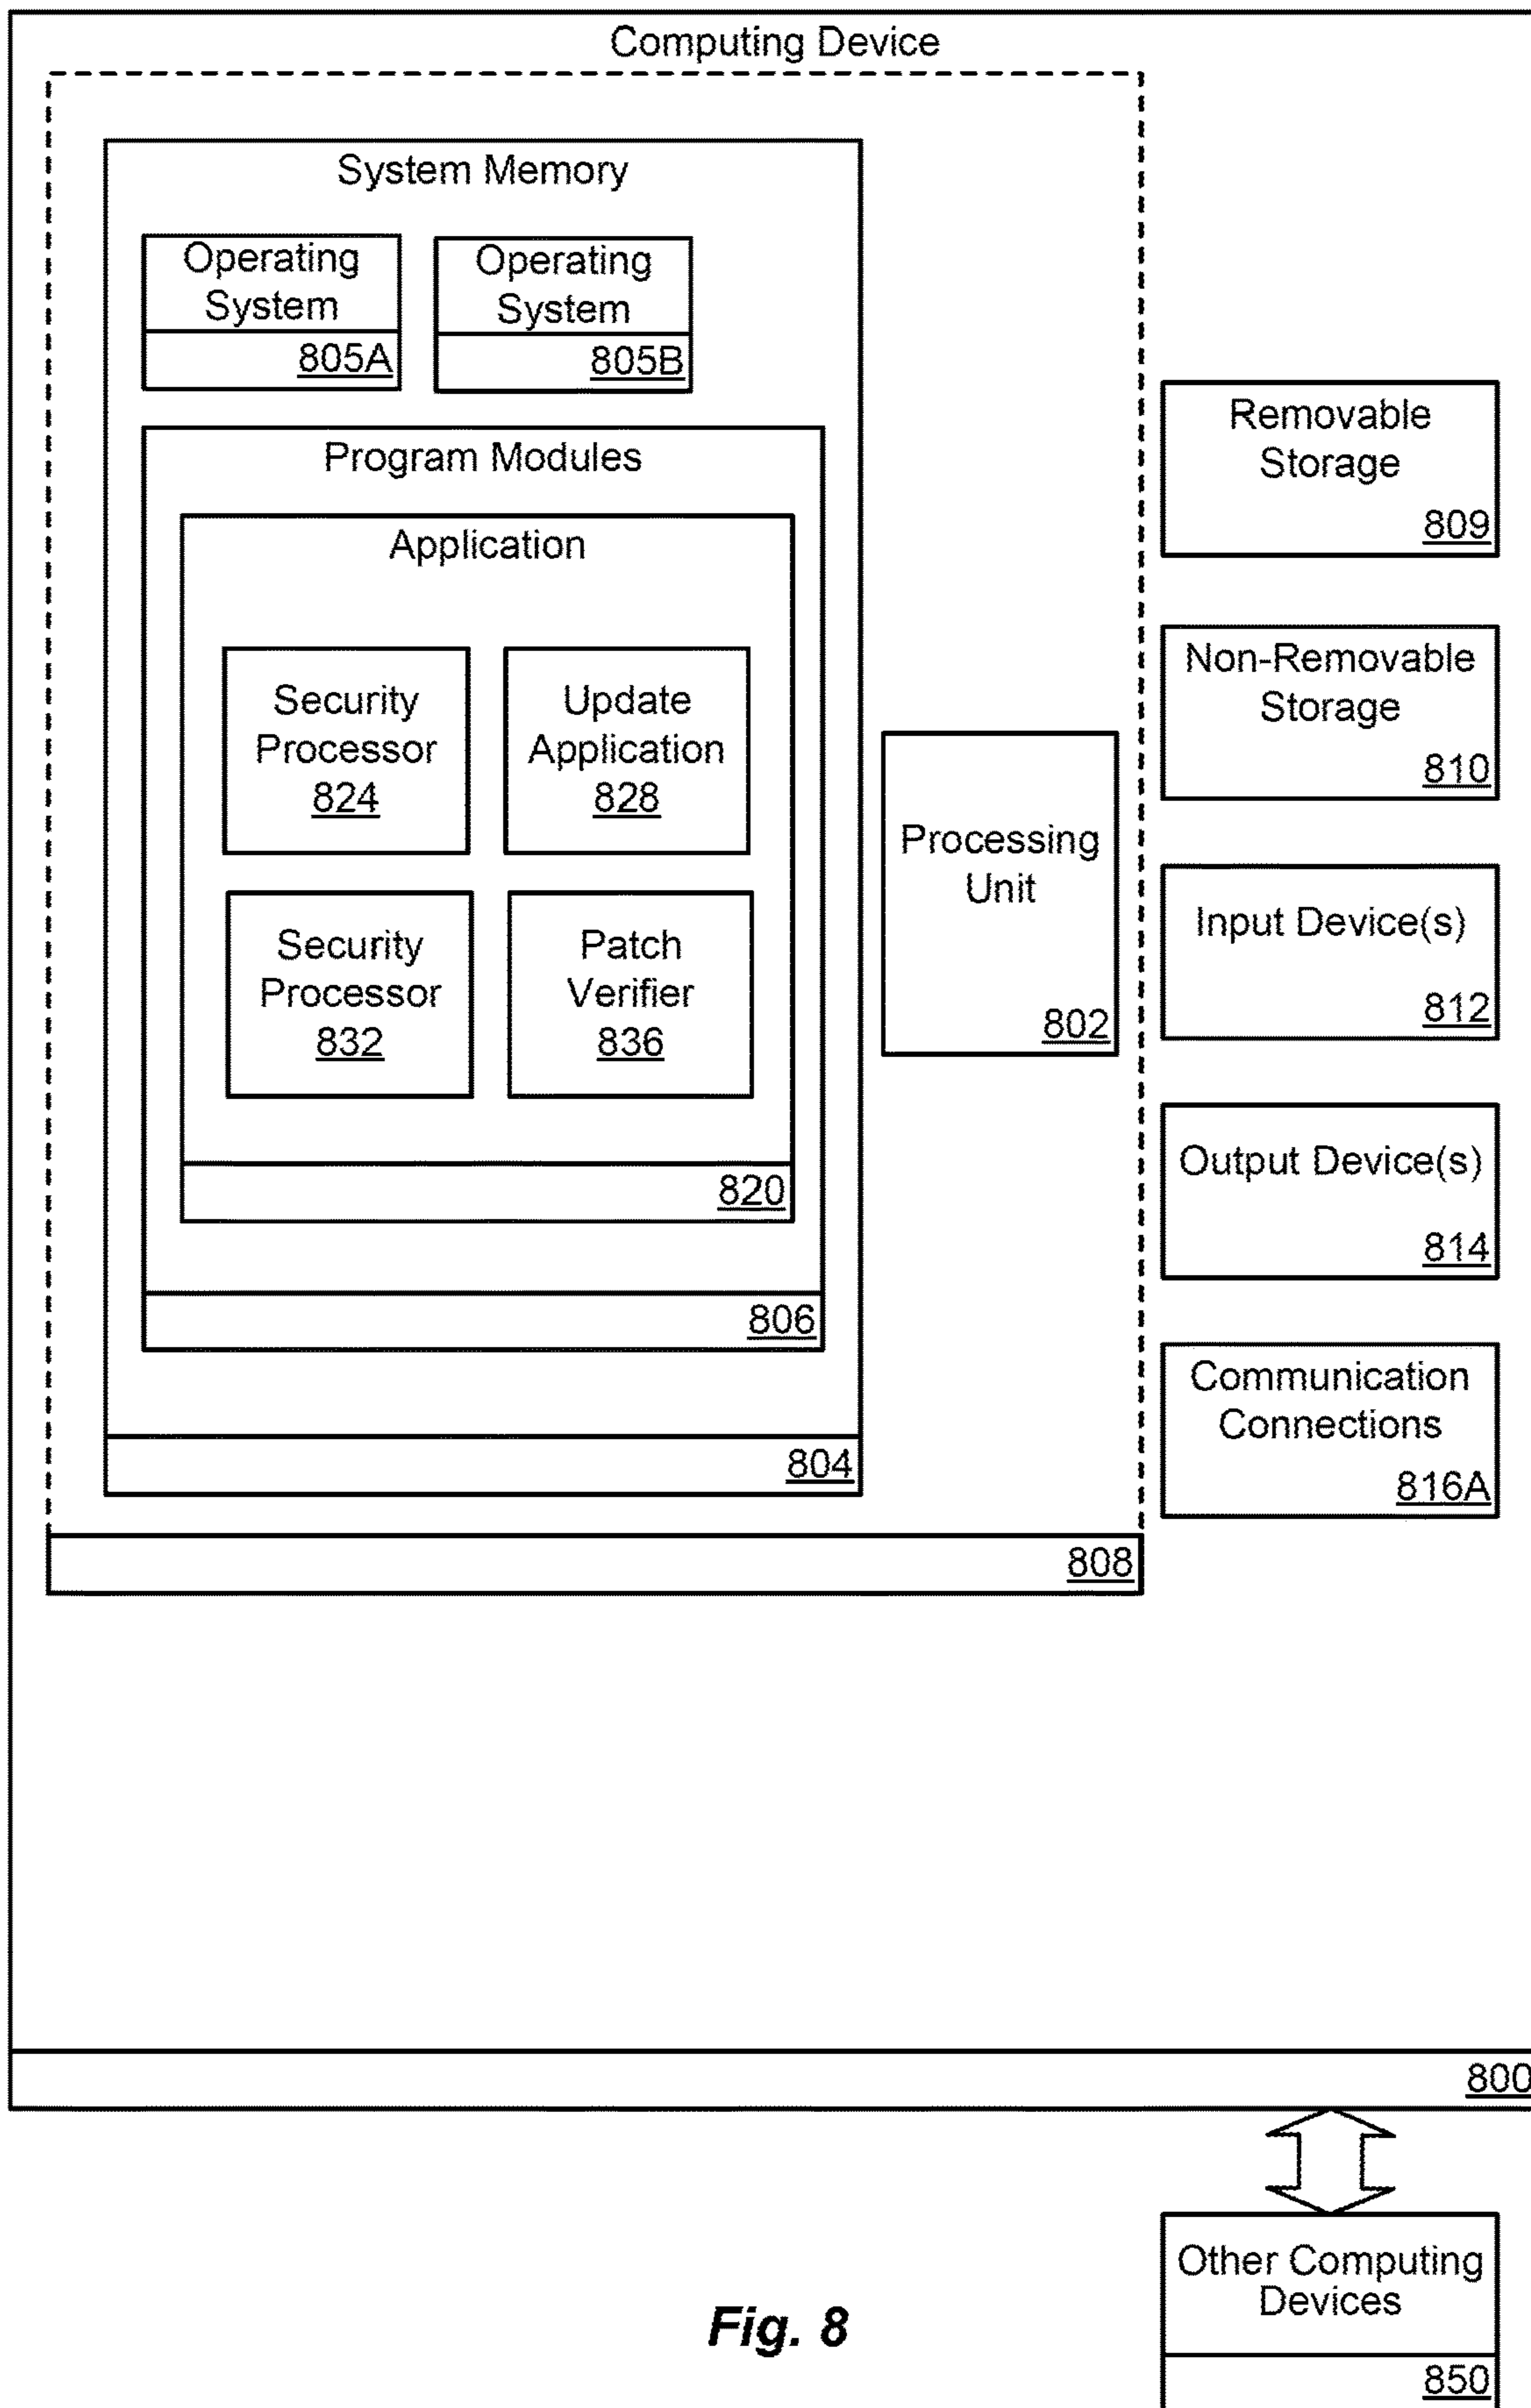 Computing Device
System Memory
Operating
System
805A
Operating
System
805B
Program Modules
Application
Security
Processor
824
Update
Application
828
Security
Processor
832
Patch
Verifier
836
820
806
804
Processing
Unit
802
808
Removable
Storage
809
Non-Removable
Storage
810
Input Device(s)
812
Output Device(s)
814
Communication
Connections
816A
800
Other Computing
Devices
850
Fig. 8